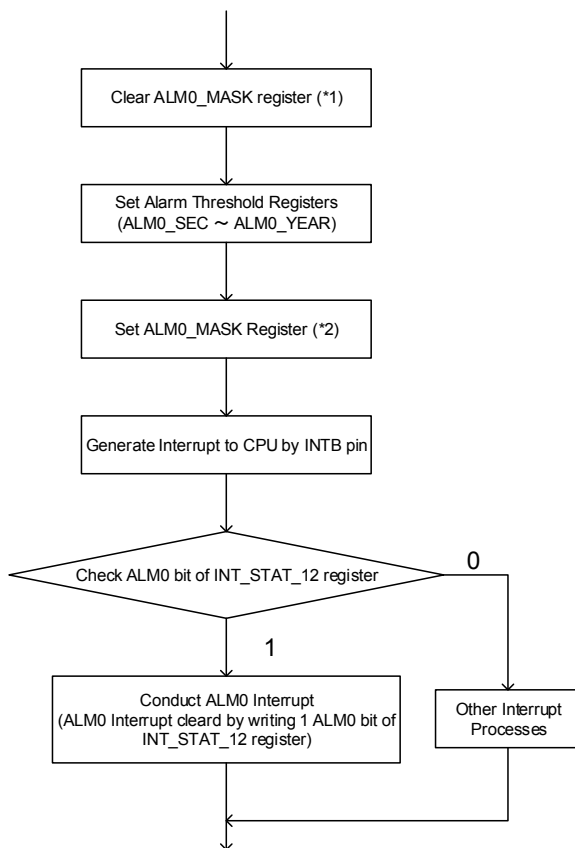 Clear ALM0_MASK register (*1)
Set Alarm Threshold Registers
(ALM0_SEC ～ ALM0_YEAR)
Set ALM0_MASK Register (*2)
Generate Interrupt to CPU by INTB pin
Check ALM0 bit of INT_STAT_12 register
0
1
Conduct ALM0 Interrupt
(ALM0 Interrupt cleard by writing 1 ALM0 bit of
INT_STAT_12 register)
Other Interrupt
Processes